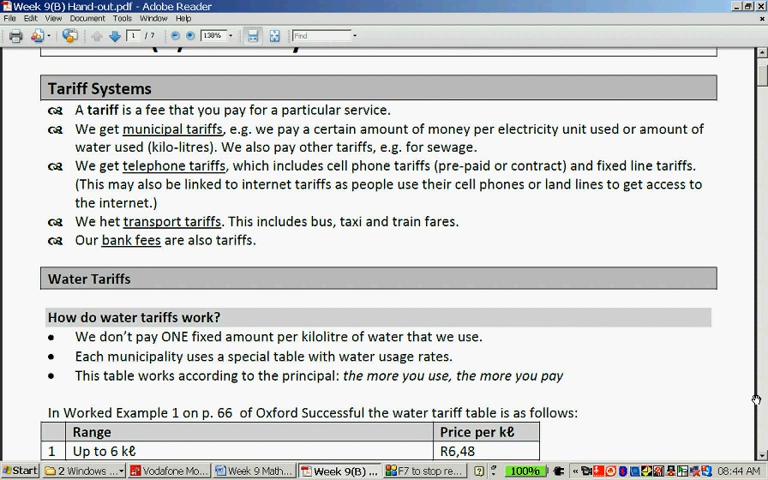 Week 9(B) Hand-out.pdf - Adobe Reader
File Edit View Document Tools Window Help
1 / 7 138% Find
Tariff Systems
A tariff is a fee that you pay for a particular service.
We get municipal tariffs, e.g. we pay a certain amount of money per electricity unit used or amount of
water used (kilo-litres). We also pay other tariffs, e.g. for sewage.
We get telephone tariffs, which includes cell phone tariffs (pre-paid or contract) and fixed line tariffs.
(This may also be linked to internet tariffs as people use their cell phones or land lines to get access to
the internet.)
We het transport tariffs. This includes bus, taxi and train fares.
Our bank fees are also tariffs.
Water Tariffs
How do water tariffs work?
• We don't pay ONE fixed amount per kilolitre of water that we use.
• Each municipality uses a special table with water usage rates.
• This table works according to the principal: the more you use, the more you pay
In Worked Example 1 on p. 66 of Oxford Successful the water tariff table is as follows:
Range Price per kℓ
1 Up to 6 kℓ R6,48
Start 2 Windows ... Vodafone Mo... Week 9 Math... Week 9(B) ... F7 to stop re... 100% 08:44 AM